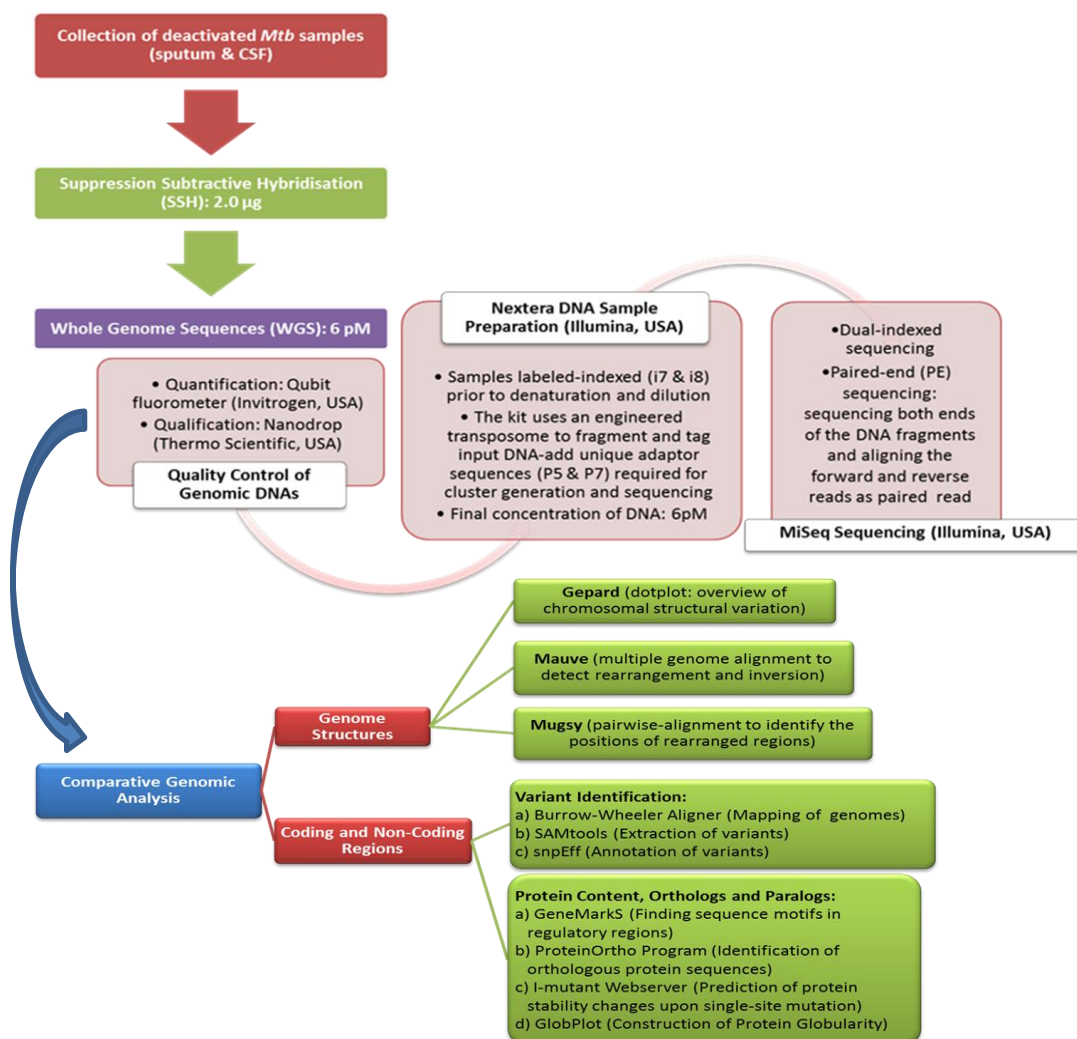 Collection of deactivated Mtb samples
(sputum & CSF)
Suppression Subtractive Hybridisation
(SSH): 2.0 µg
Whole Genome Sequences (WGS): 6 pM
• Quantification: Qubit
fluorometer (Invitrogen, USA)
• Qualification: Nanodrop
(Thermo Scientific, USA)
Quality Control of
Genomic DNAs
Nextera DNA Sample
Preparation (Illumina, USA)
• Samples labeled-indexed (i7 & i8)
prior to denaturation and dilution
• The kit uses an engineered
transposome to fragment and tag
input DNA-add unique adaptor
sequences (P5 & P7) required for
cluster generation and sequencing
• Final concentration of DNA: 6pM
•Dual-indexed
sequencing
•Paired-end (PE)
sequencing:
sequencing both ends
of the DNA fragments
and aligning the
forward and reverse
reads as paired read
MiSeq Sequencing (Illumina, USA)
Comparative Genomic
Analysis
Genome
Structures
Gepard (dotplot: overview of
chromosomal structural variation)
Mauve (multiple genome alignment to
detect rearrangement and inversion)
Mugsy (pairwise-alignment to identify the
positions of rearranged regions)
Coding and Non-Coding
Regions
Variant Identification:
a) Burrow-Wheeler Aligner (Mapping of genomes)
b) SAMtools (Extraction of variants)
c) snpEff (Annotation of variants)
Protein Content, Orthologs and Paralogs:
a) GeneMarkS (Finding sequence motifs in
regulatory regions)
b) ProteinOrtho Program (Identification of
orthologous protein sequences)
c) I-mutant Webserver (Prediction of protein
stability changes upon single-site mutation)
d) GlobPlot (Construction of Protein Globularity)